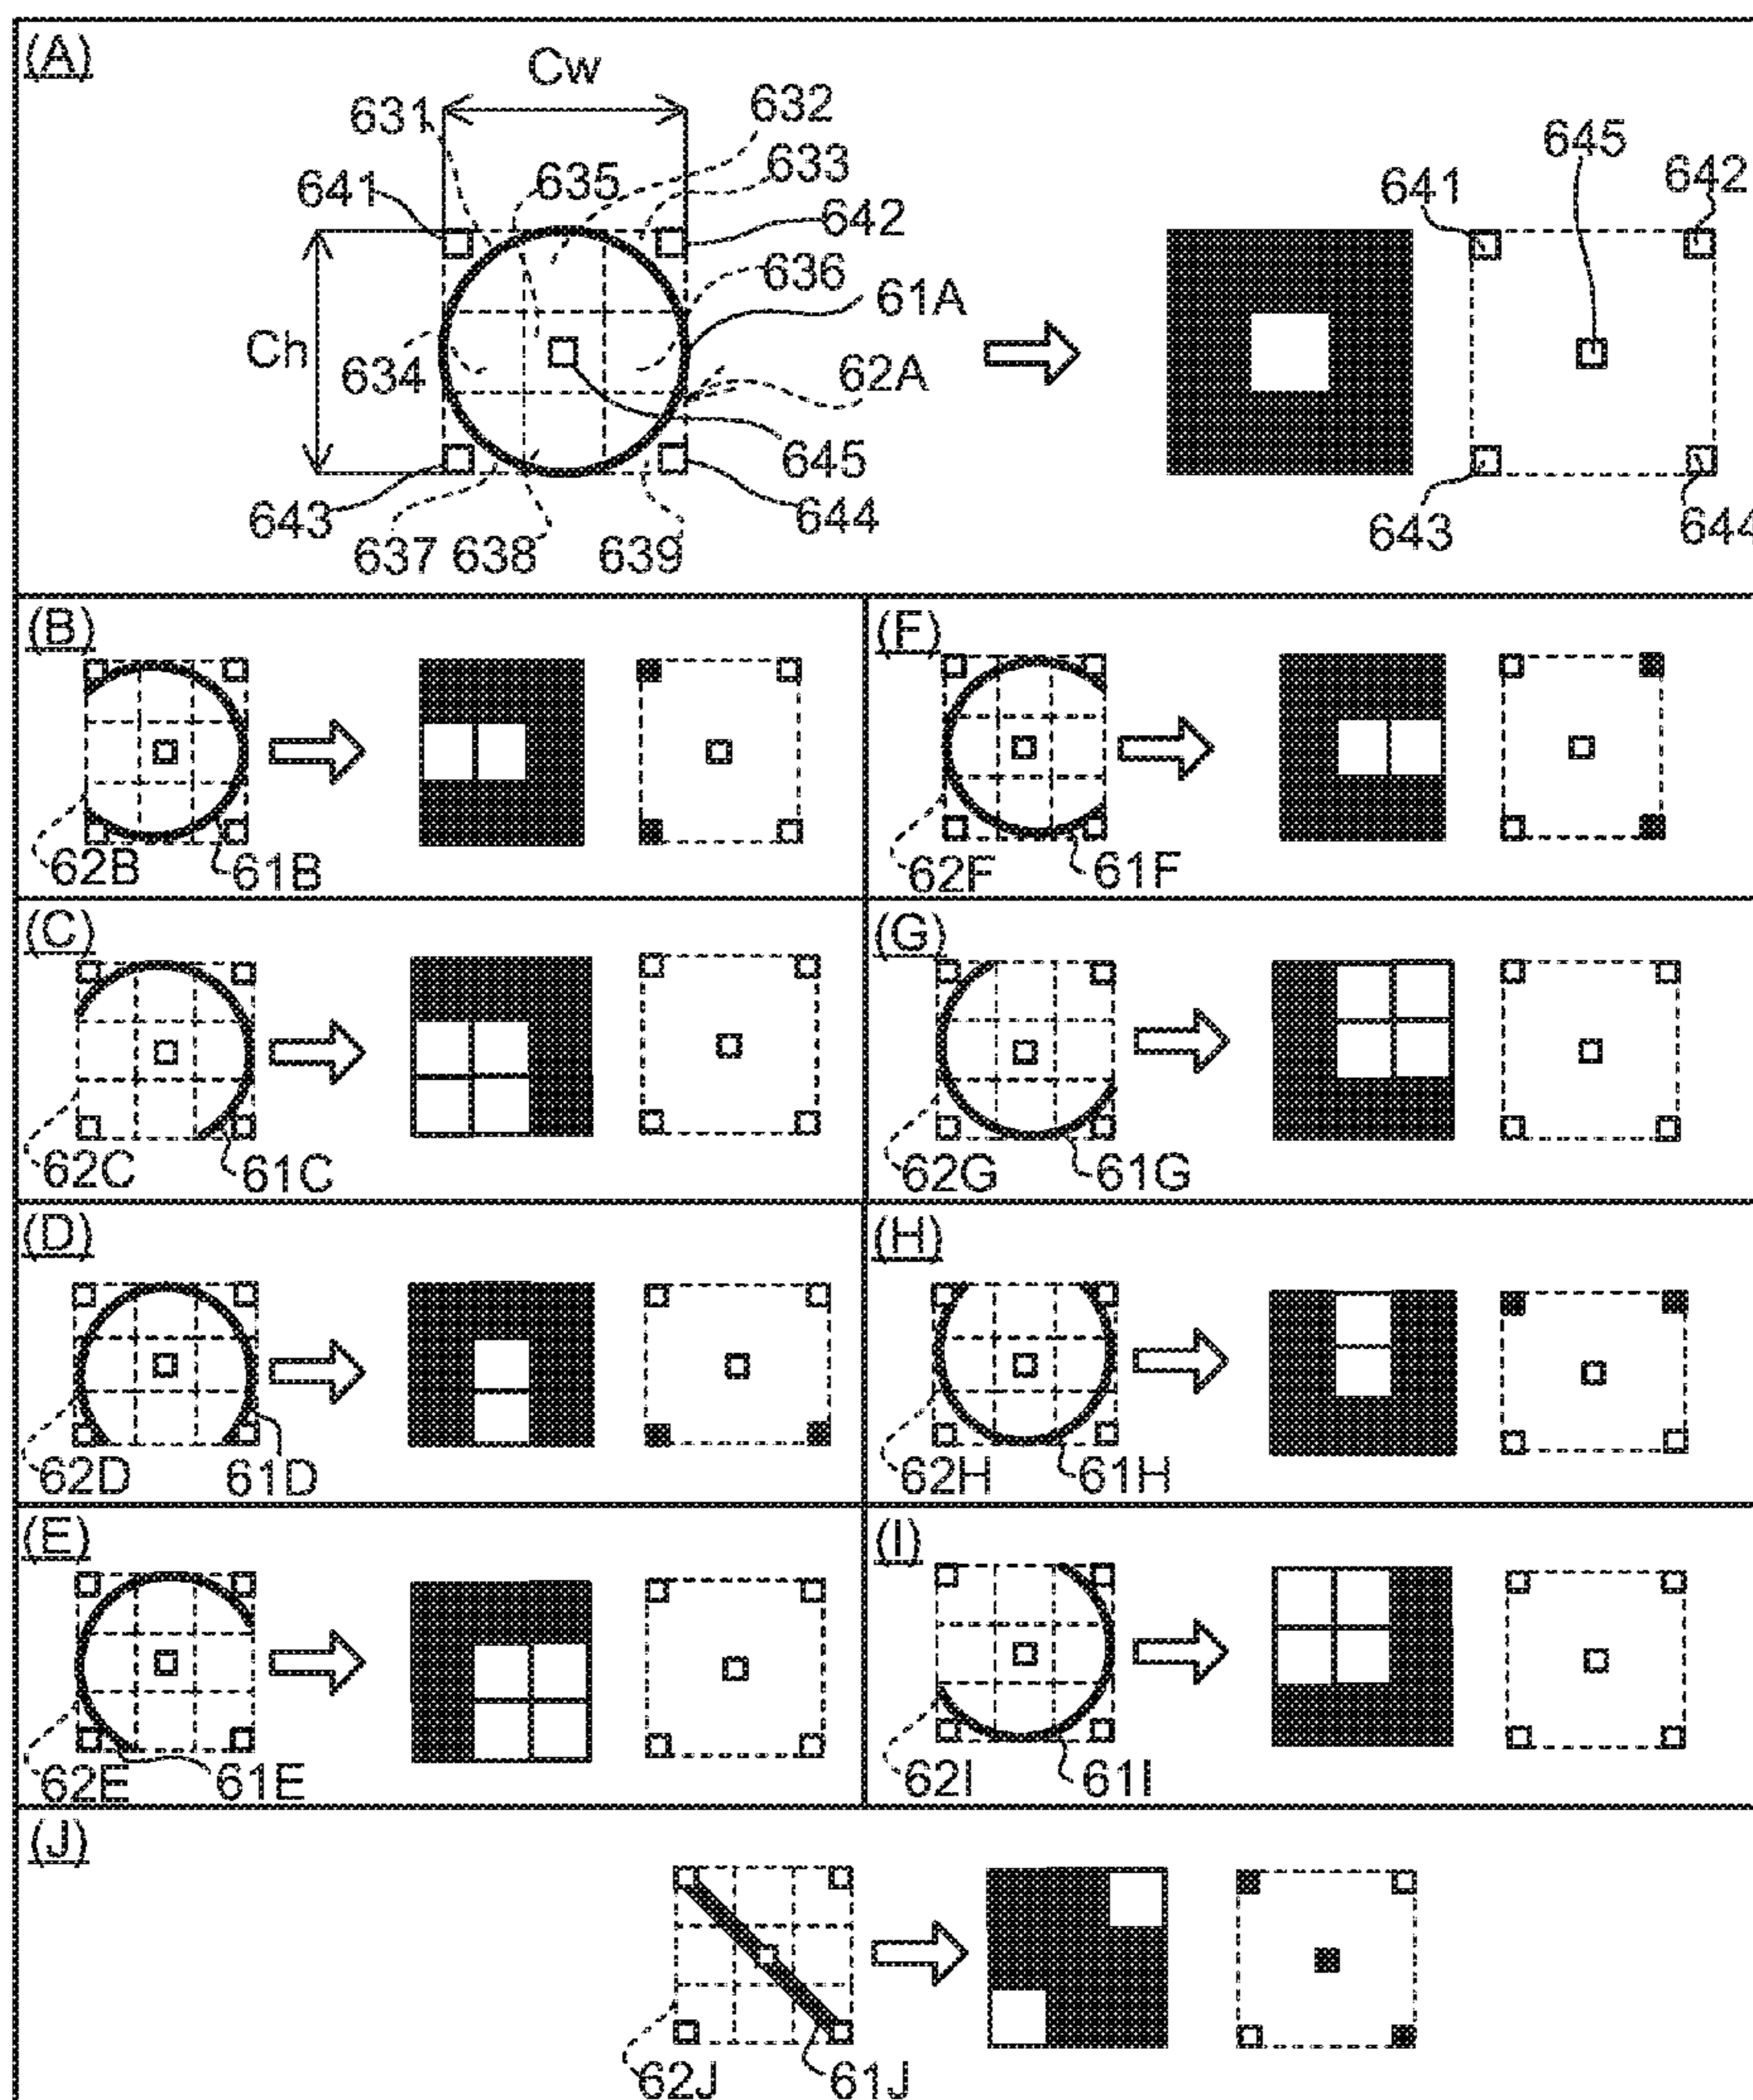 (A)
Cw
631
632
635
633
645
641
642
641
642
636
61A
Ch
634
62A
645
643
644
637
638
639
643
644
(B)
62B
61B
(F)
62F
61F
(C)
62C
61C
(G)
62G
61G
(D)
62D
61D
(H)
62H
61H
(E)
62E
61E
(I)
62I
61I
(J)
62J
61J